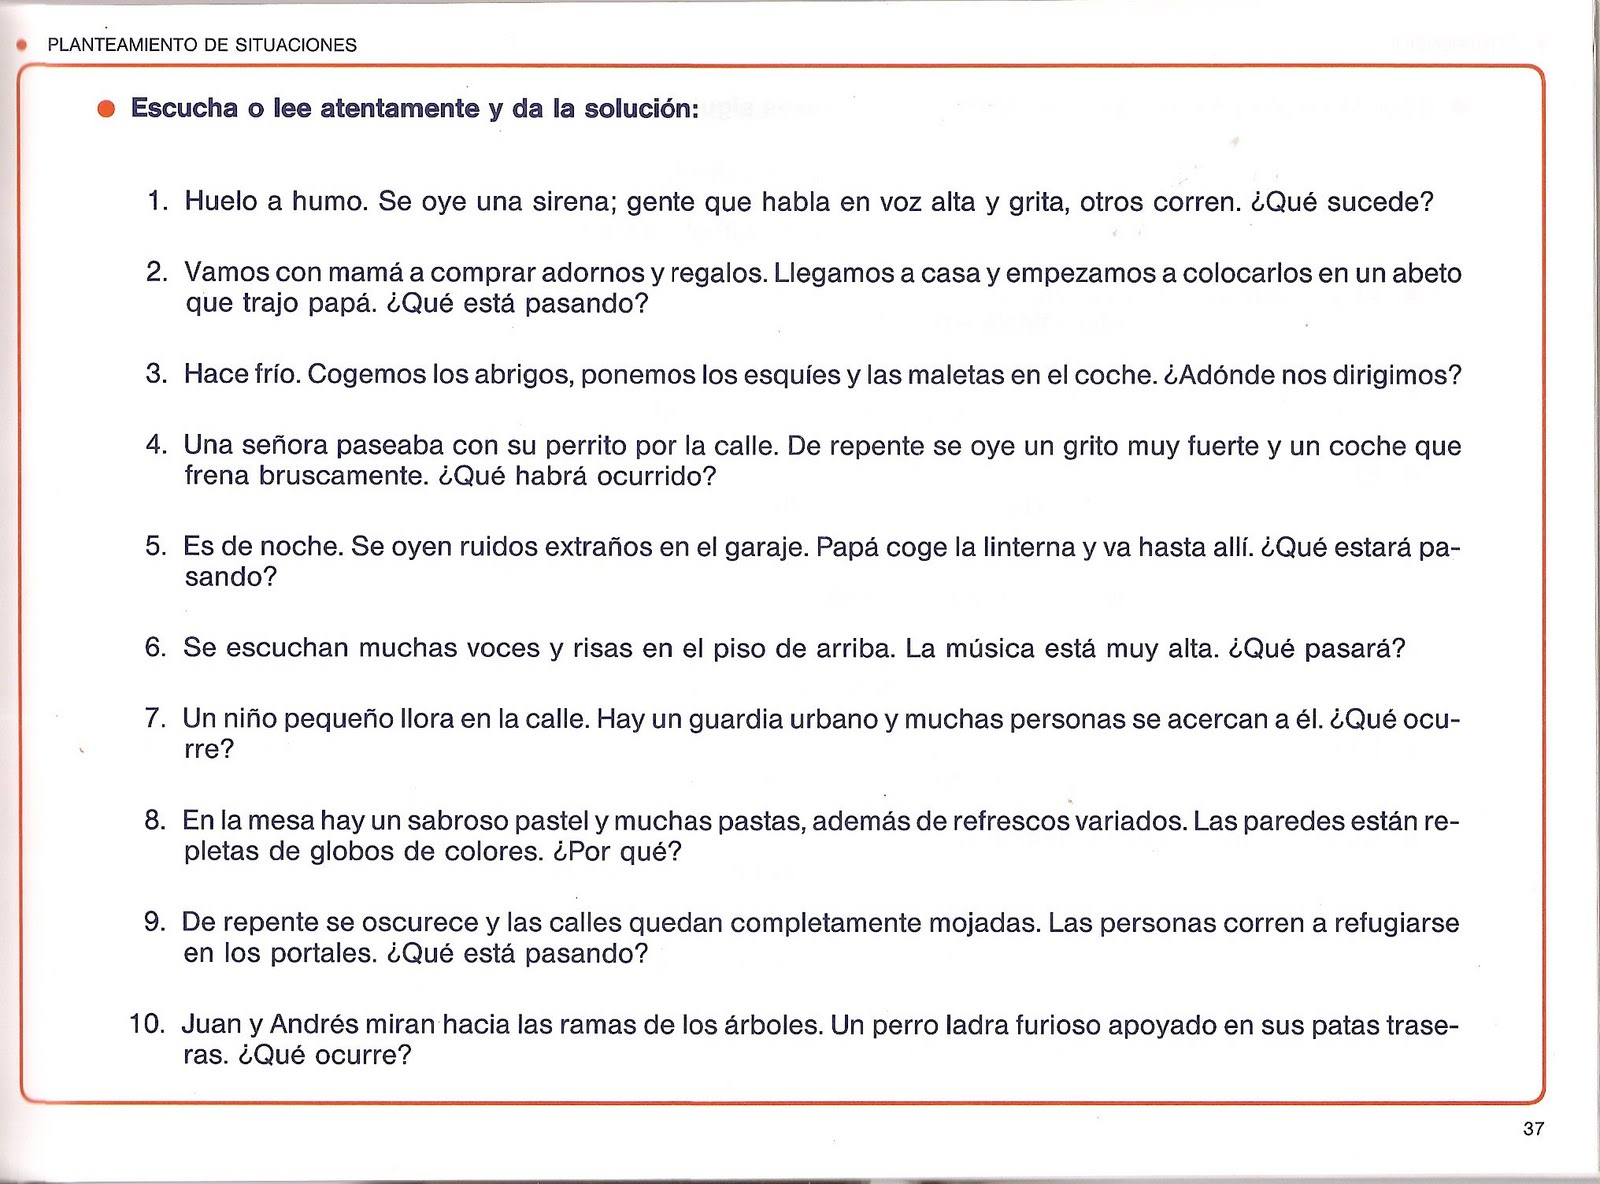 PLANTEAMIENTO DE SITUACIONES
Escucha o lee atentamente y da la solución:
1. Huelo a humo. Se oye una sirena; gente que habla en voz alta y grita, otros corren. ¿Qué sucede?
2. Vamos con mamá a comprar adornos y regalos. Llegamos a casa y empezamos a colocarlos en un abeto
que trajo papá. ¿Qué está pasando?
3. Hace frío. Cogemos los abrigos, ponemos los esquíes y las maletas en el coche. ¿Adónde nos dirigimos?
4. Una señora paseaba con su perrito por la calle. De repente se oye un grito muy fuerte y un coche que
frena bruscamente. ¿Qué habrá ocurrido?
5. Es de noche. Se oyen ruidos extraños en el garaje. Papá coge la linterna y va hasta allí. ¿Qué estará pa-
sando?
6. Se escuchan muchas voces y risas en el piso de arriba. La música está muy alta. ¿Qué pasará?
7. Un niño pequeño llora en la calle. Hay un guardia urbano y muchas personas se acercan a él. ¿Qué ocu-
rre?
8. En la mesa hay un sabroso pastel y muchas pastas, además de refrescos variados. Las paredes están re-
pletas de globos de colores. ¿Por qué?
9. De repente se oscurece y las calles quedan completamente mojadas. Las personas corren a refugiarse
en los portales. ¿Qué está pasando?
10. Juan y Andrés miran hacia las ramas de los árboles. Un perro ladra furioso apoyado en sus patas trase-
ras. ¿Qué ocurre?
37